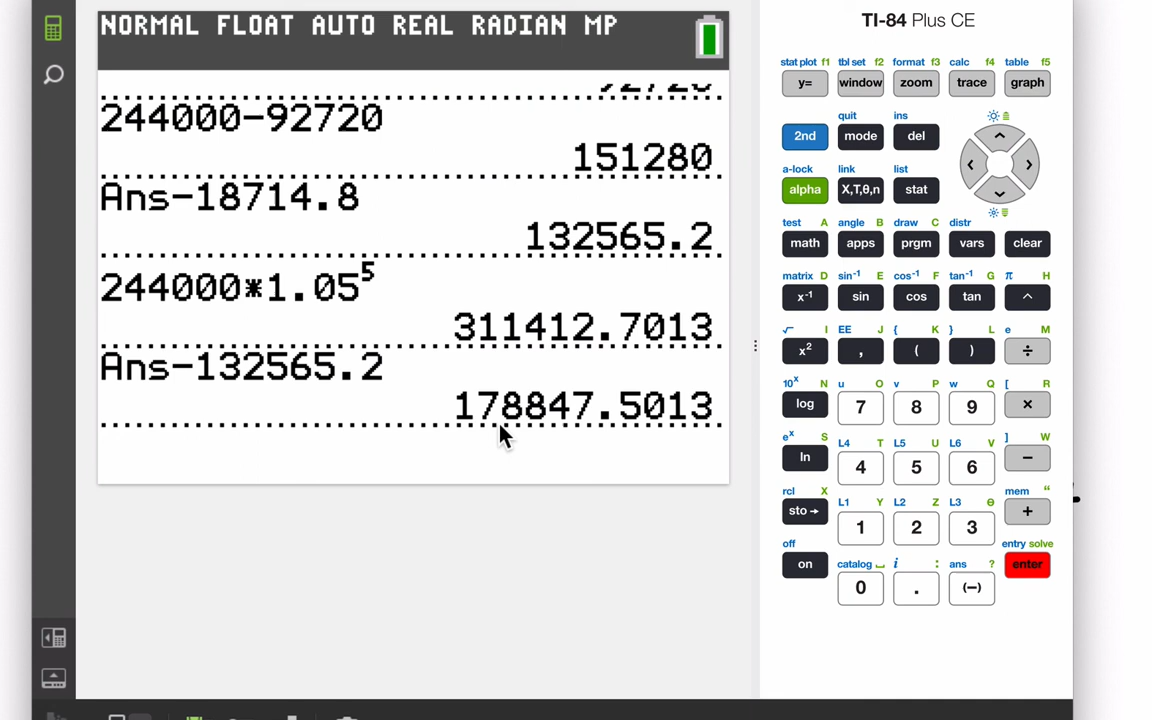 NORMAL FLOAT AUTO REAL RADIAN MP
244000-92720
151280
Ans-18714.8
132565.2
244000*1.05⁵
311412.7013
Ans-132565.2
178847.5013
TI-84 Plus CE
stat plot f1 tbl set f2 format f3 calc f4 table f5
y= window zoom trace graph
quit ins
2nd mode del
a-lock link list
alpha X,T,θ,n stat
test A angle B draw C distr
math apps prgm vars clear
matrix D sin⁻¹ E cos⁻¹ F tan⁻¹ G π H
x⁻¹ sin cos tan ^
√ I EE J { K } L e M
x² , ( ) ÷
10ˣ N u O v P w Q [ R
log 7 8 9 ×
eˣ S L4 T L5 U L6 V ] W
ln 4 5 6 −
rcl X L1 Y L2 Z L3 θ mem “
sto→ 1 2 3 +
off catalog ⎵ i : ans ? entry solve
on 0 . (−) enter